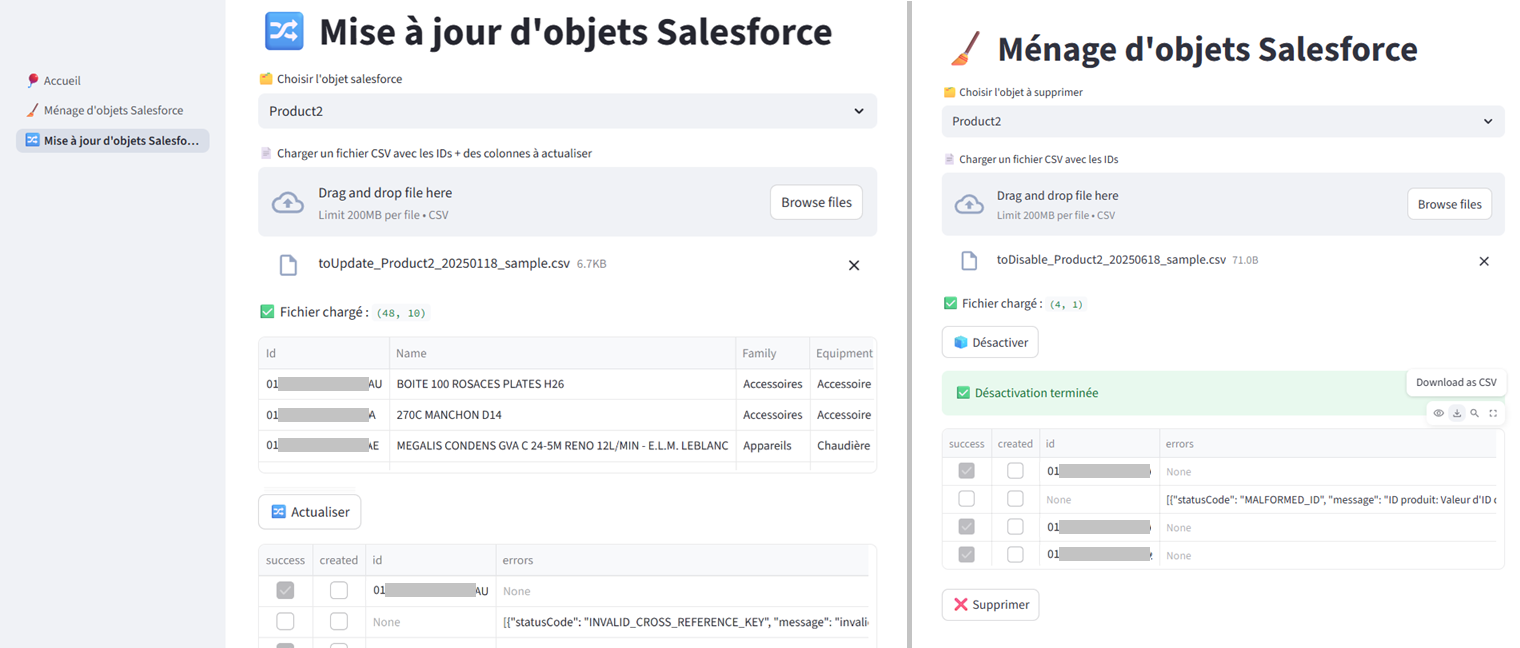 Accueil
Ménage d'objets Salesforce
Mise à jour d'objets Salesfo...
Mise à jour d'objets Salesforce
Choisir l'objet salesforce
Product2
Charger un fichier CSV avec les IDs + des colonnes à actualiser
Drag and drop file here
Limit 200MB per file • CSV
Browse files
toUpdate_Product2_20250118_sample.csv 6.7KB
Fichier chargé : (48, 10)
Id Name Family Equipment
01 AU BOITE 100 ROSACES PLATES H26 Accessoires Accessoire
01 A 270C MANCHON D14 Accessoires Accessoire
01 AE MEGALIS CONDENS GVA C 24-5M RENO 12L/MIN - E.L.M. LEBLANC Appareils Chaudière
Actualiser
success created id errors
01 AU None
None [{"statusCode": "INVALID_CROSS_REFERENCE_KEY", "message": "invali
Ménage d'objets Salesforce
Choisir l'objet à supprimer
Product2
Charger un fichier CSV avec les IDs
Drag and drop file here
Limit 200MB per file • CSV
Browse files
toDisable_Product2_20250618_sample.csv 71.0B
Fichier chargé : (4, 1)
Désactiver
Désactivation terminée
Download as CSV
success created id errors
01 None
None [{"statusCode": "MALFORMED_ID", "message": "ID produit: Valeur d'ID
01 None
01 None
Supprimer